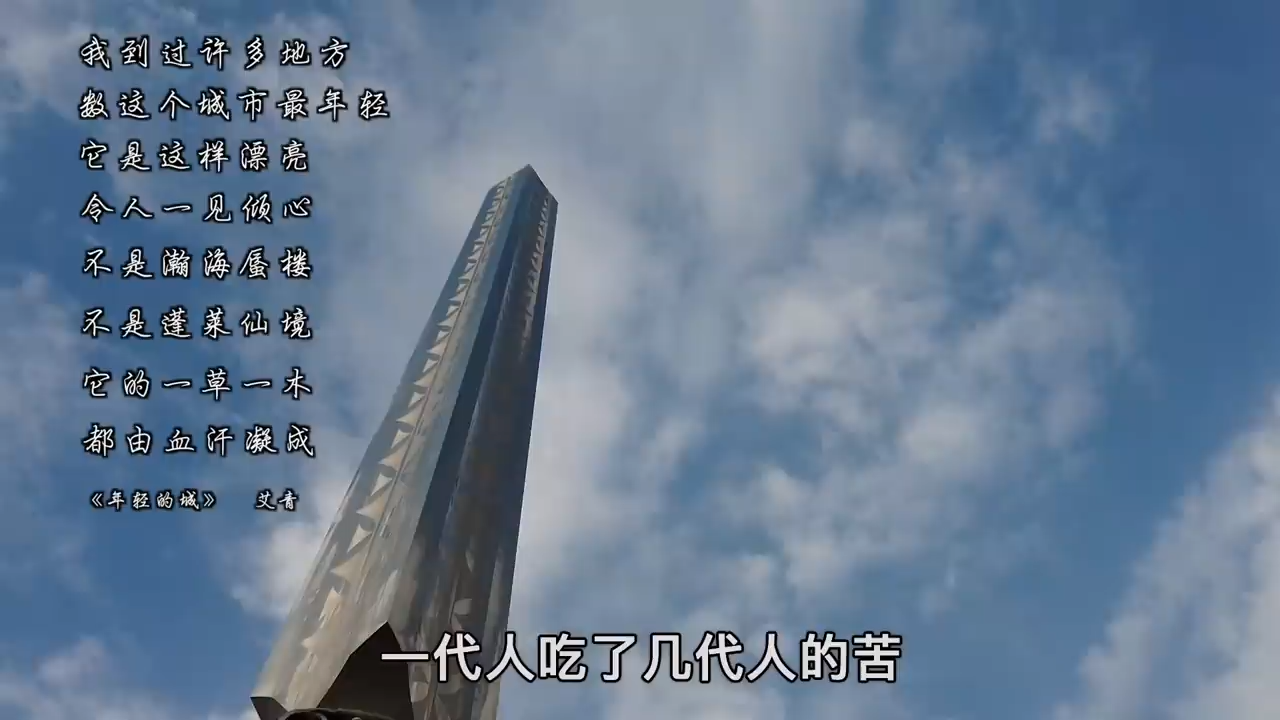 我到过许多地方
数这个城市最年轻
它是这样漂亮
令人一见倾心
不是瀚海蜃楼
不是蓬莱仙境
它的一草一木
都由血汗凝成
《年轻的城》 艾青
一代人吃了几代人的苦